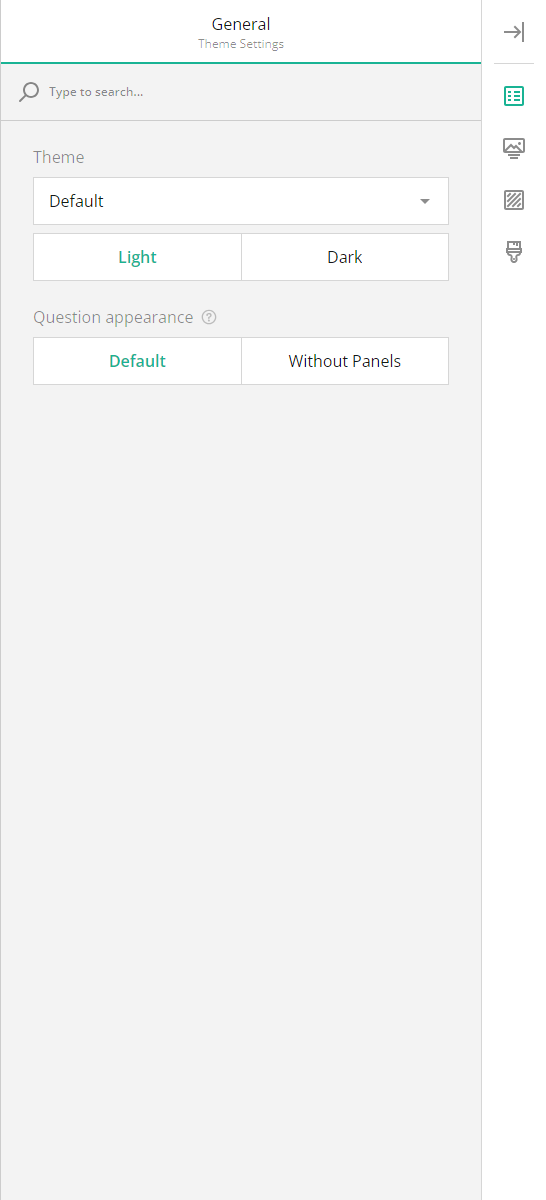 General
Theme Settings
Type to search...
Theme
Default
Light Dark
Question appearance
Default Without Panels